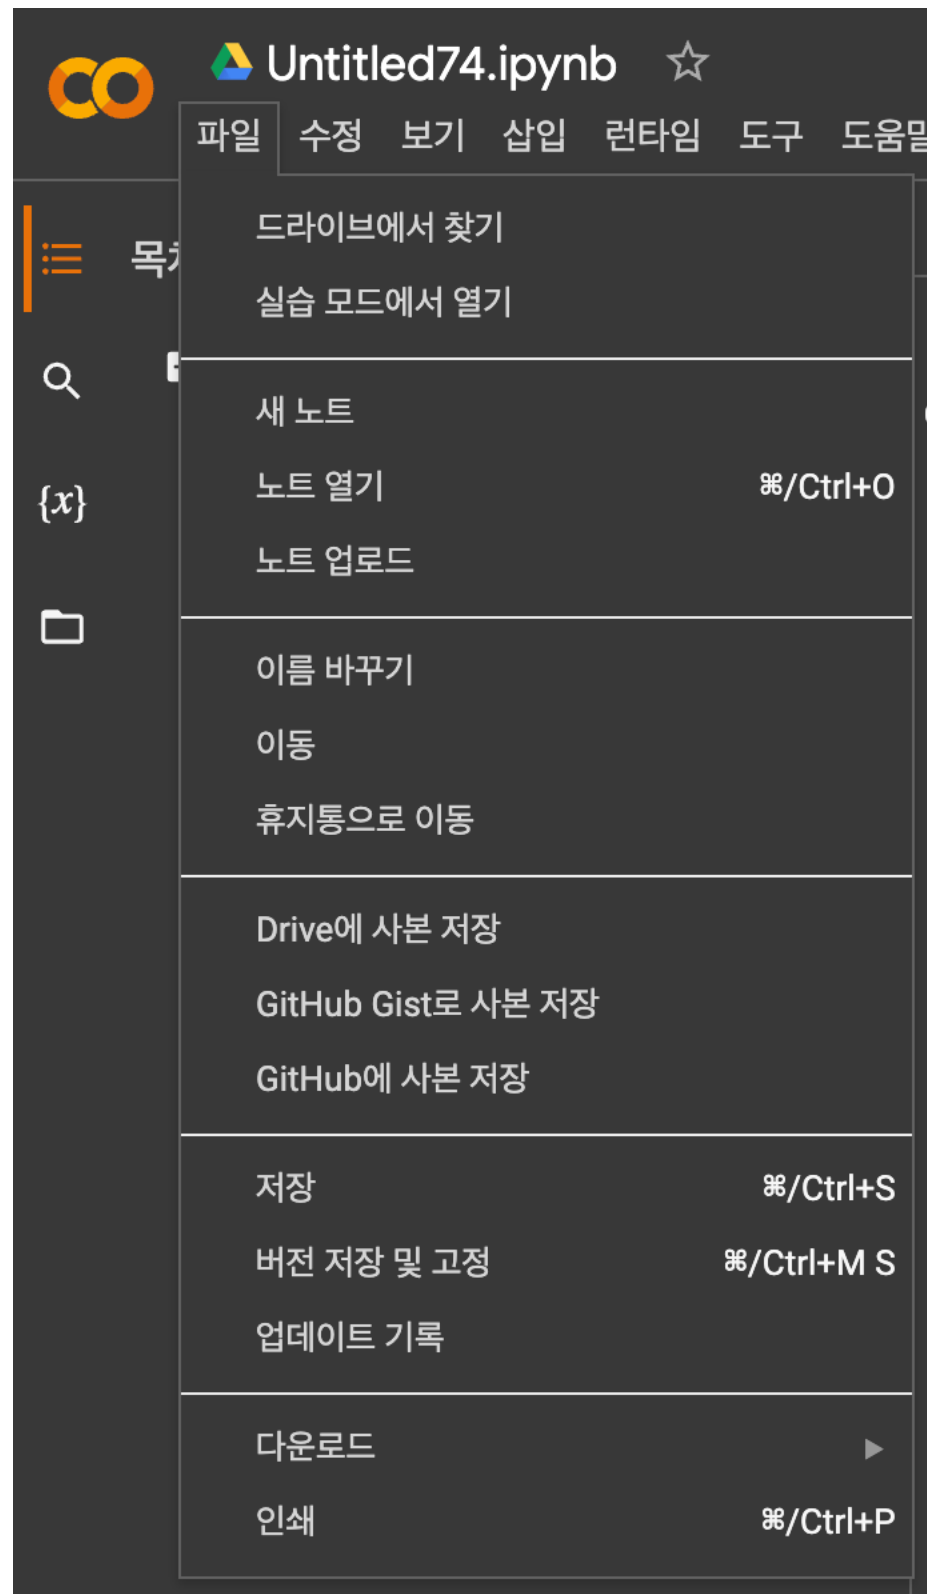 Untitled74.ipynb
파일 수정 보기 삽입 런타임 도구
드라이브에서 찾기
실습 모드에서 열기
{x}
새 노트
노트 열기 ⌘/Ctrl+O
노트 업로드
이름 바꾸기
이동
휴지통으로 이동
Drive에 사본 저장
GitHub Gist로 사본 저장
GitHub에 사본 저장
저장 ⌘/Ctrl+S
버전 저장 및 고정 ⌘/Ctrl+M S
업데이트 기록
다운로드
인쇄 ⌘/Ctrl+P